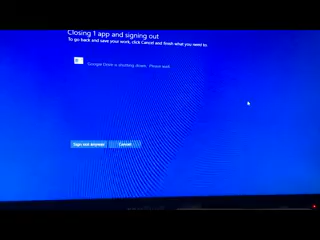 Closing 1 app and signing out
To go back and save your work, click Cancel and finish what you need to.
Google Drive is shutting down. Please wait.
Sign out anyway Cancel